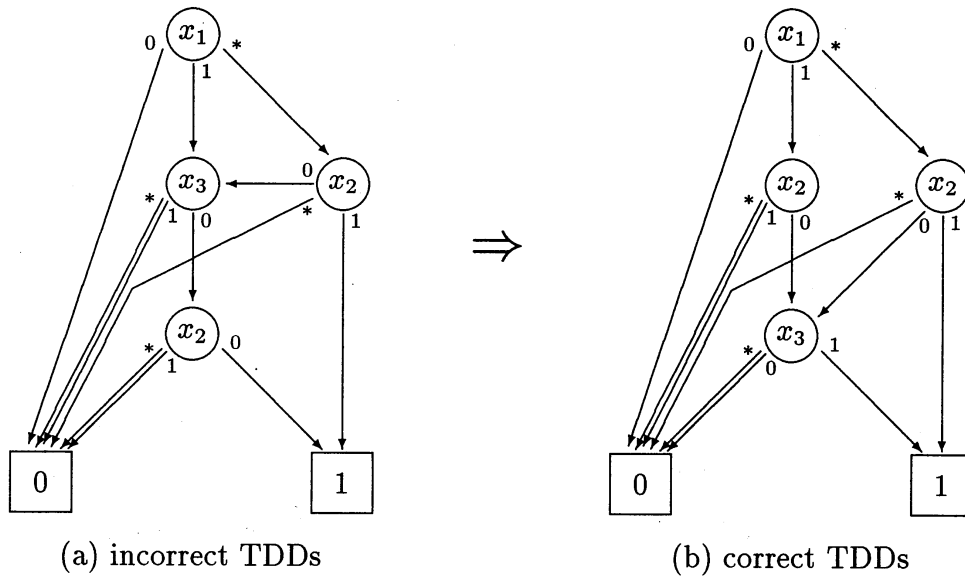 x₁
0 * 1
x₃
* 1 0
x₂
0 * 1
x₂
* 1 0
0
1
(a) incorrect TDDs
⇒
x₁
0 * 1
x₂
* 1 0
x₂
* 0 1
x₃
* 0 1
0
1
(b) correct TDDs